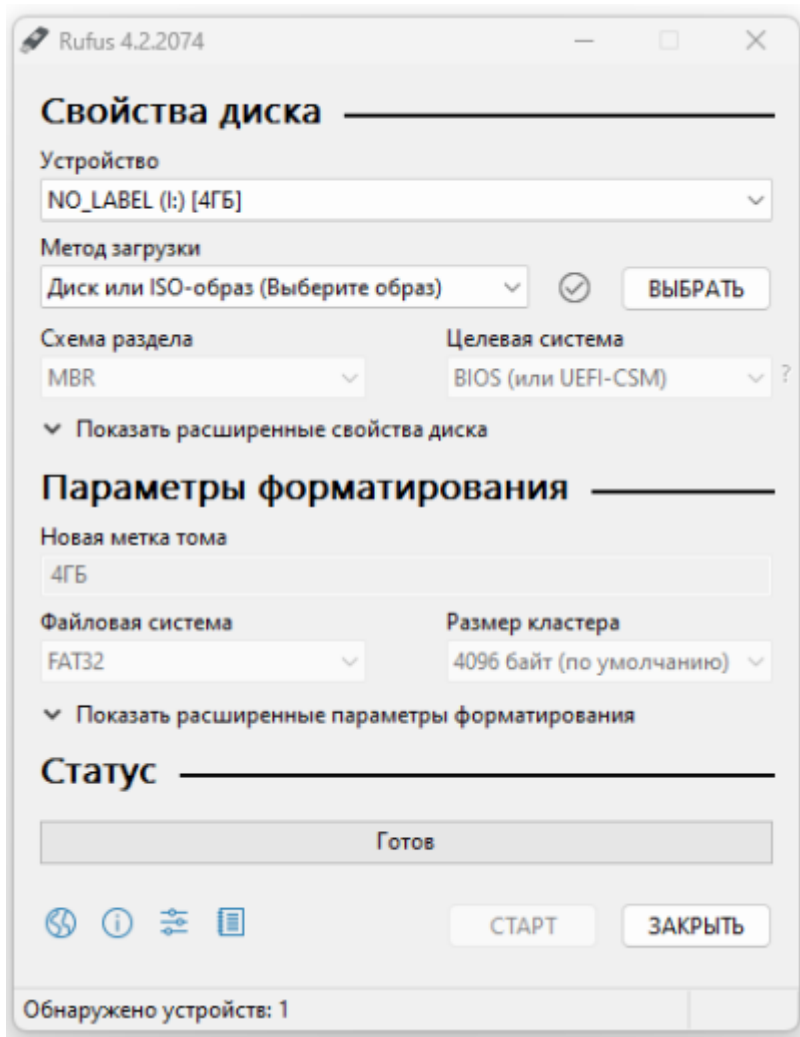 Rufus 4.2.2074
Свойства диска
Устройство
NO_LABEL (I:) [4ГБ]
Метод загрузки
Диск или ISO-образ (Выберите образ)
ВЫБРАТЬ
Схема раздела Целевая система
MBR BIOS (или UEFI-CSM) ?
Показать расширенные свойства диска
Параметры форматирования
Новая метка тома
4ГБ
Файловая система Размер кластера
FAT32 4096 байт (по умолчанию)
Показать расширенные параметры форматирования
Статус
Готов
СТАРТ ЗАКРЫТЬ
Обнаружено устройств: 1